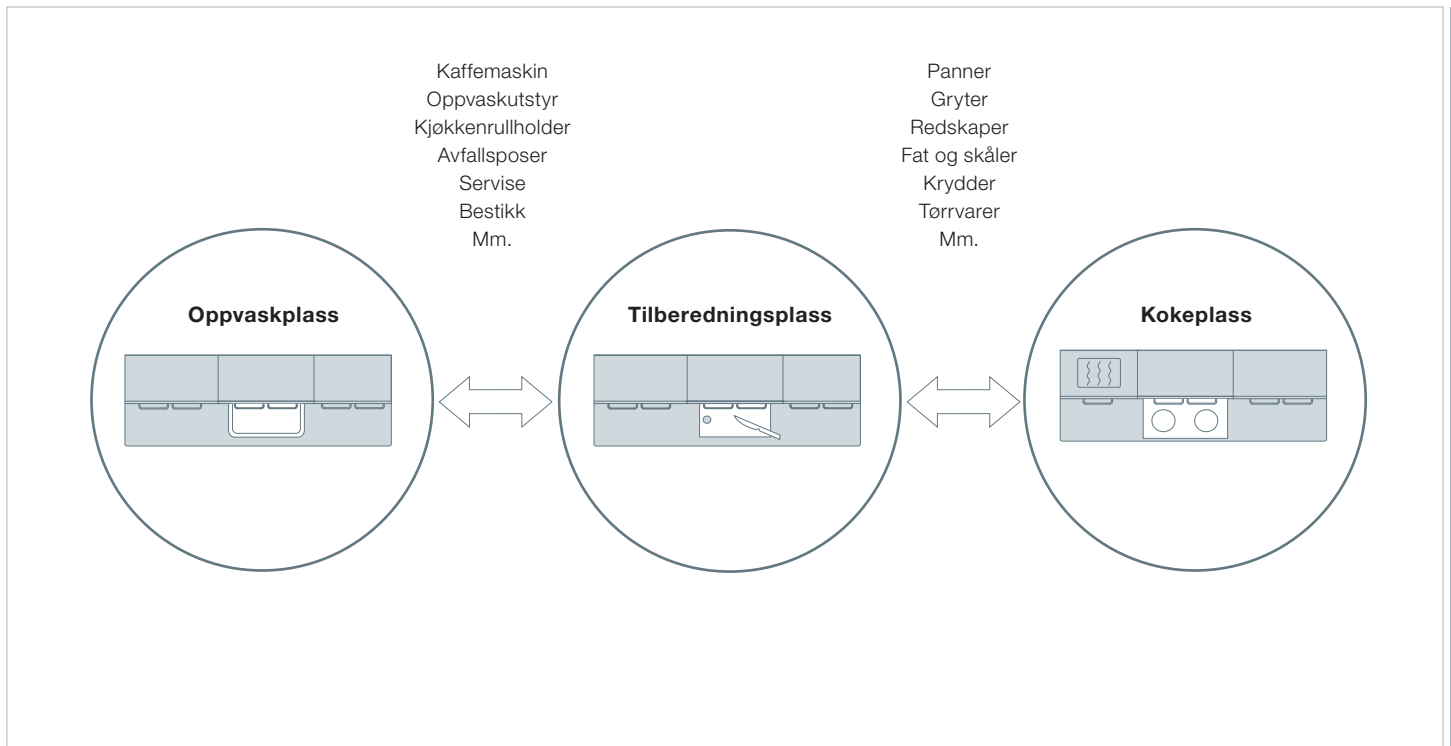 Kaffemaskin
Oppvaskutstyr
Kjøkkenrullholder
Avfallsposer
Servise
Bestikk
Mm.
Panner
Gryter
Redskaper
Fat og skåler
Krydder
Tørrvarer
Mm.
Oppvaskplass
Tilberedningsplass
Kokeplass